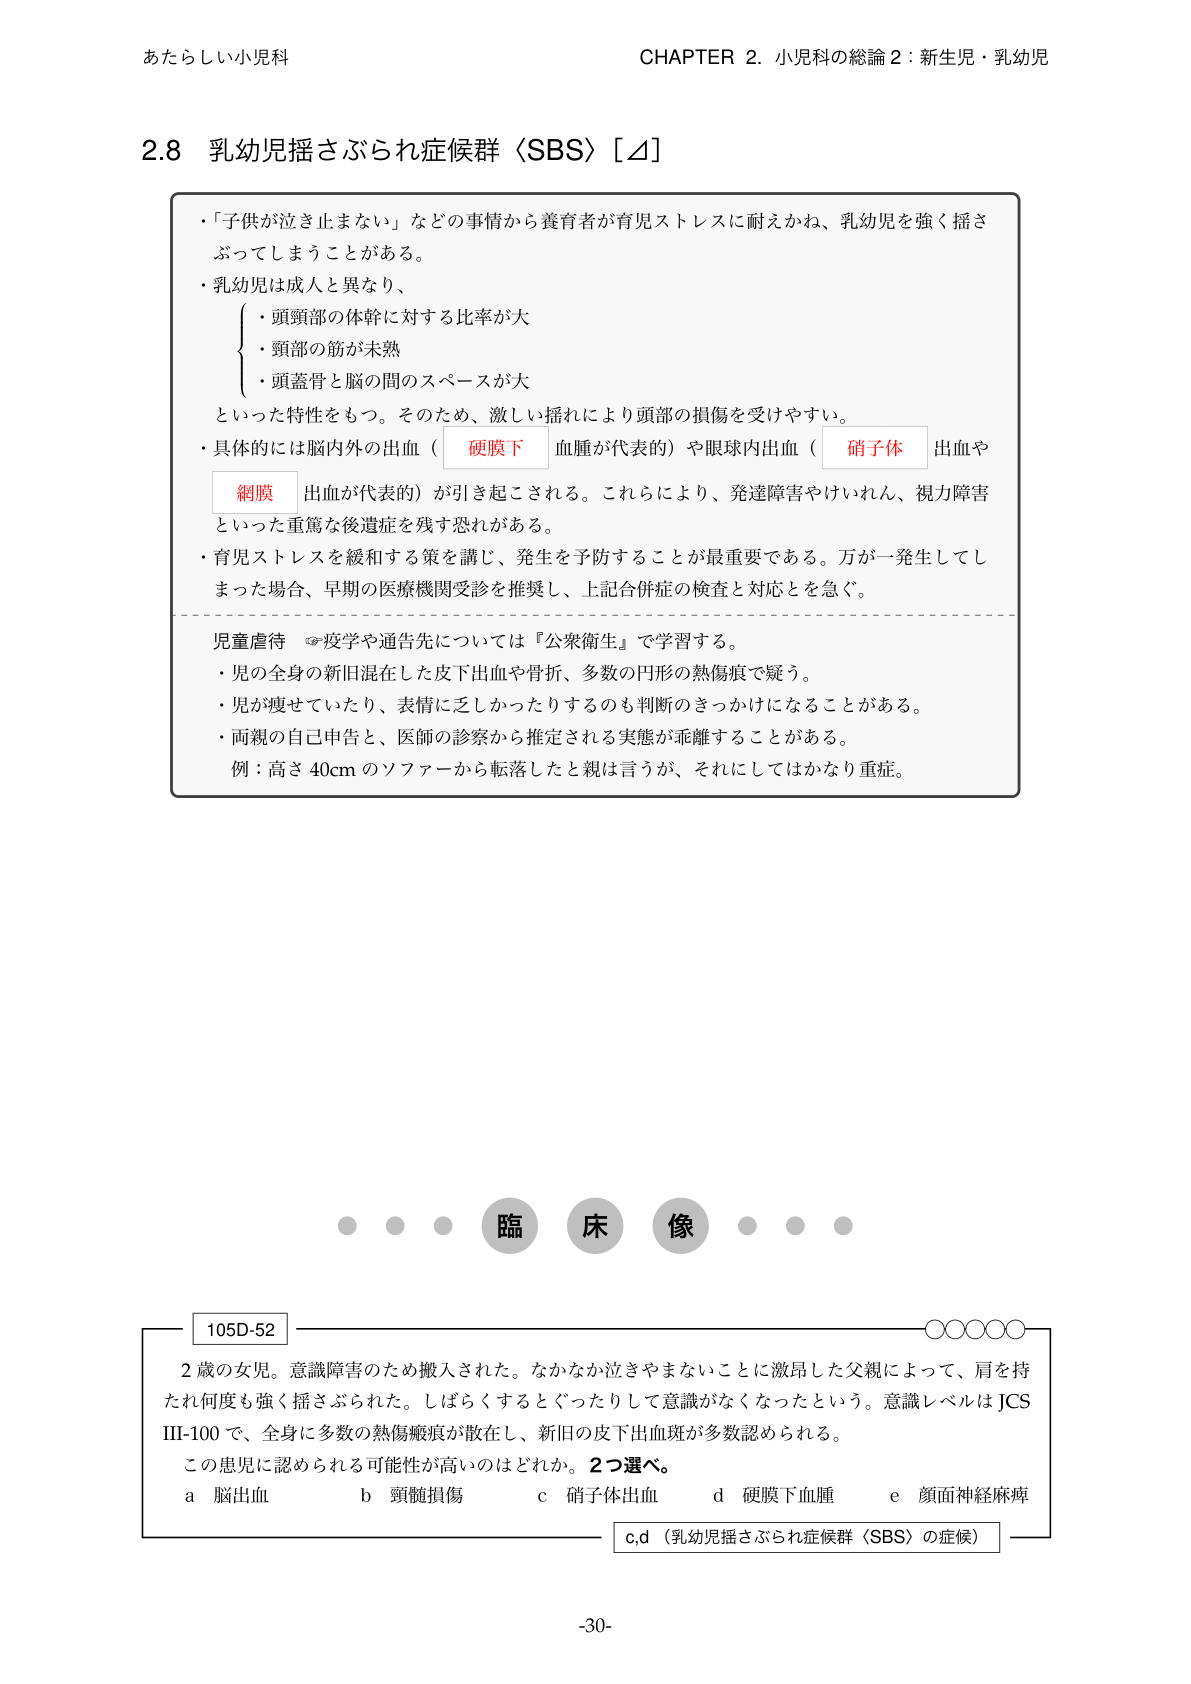 あたらしい小児科
CHAPTER 2. 小児科の総論 2：新生児・乳幼児
2.8 乳幼児揺さぶられ症候群〈SBS〉[⊿]
・「子供が泣き止まない」などの事情から養育者が育児ストレスに耐えかね、乳幼児を強く揺さ
ぶってしまうことがある。
・乳幼児は成人と異なり、
・頭頸部の体幹に対する比率が大
・頸部の筋が未熟
・頭蓋骨と脳の間のスペースが大
といった特性をもつ。そのため、激しい揺れにより頭部の損傷を受けやすい。
・具体的には脳内外の出血（ 硬膜下 血腫が代表的）や眼球内出血（ 硝子体 出血や
網膜 出血が代表的）が引き起こされる。これらにより、発達障害やけいれん、視力障害
といった重篤な後遺症を残す恐れがある。
・育児ストレスを緩和する策を講じ、発生を予防することが最重要である。万が一発生してし
まった場合、早期の医療機関受診を推奨し、上記合併症の検査と対応とを急ぐ。
児童虐待 ☞疫学や通告先については『公衆衛生』で学習する。
・児の全身の新旧混在した皮下出血や骨折、多数の円形の熱傷痕で疑う。
・児が痩せていたり、表情に乏しかったりするのも判断のきっかけになることがある。
・両親の自己申告と、医師の診察から推定される実態が乖離することがある。
例：高さ 40cm のソファーから転落したと親は言うが、それにしてはかなり重症。
臨 床 像
105D-52
2 歳の女児。意識障害のため搬入された。なかなか泣きやまないことに激昂した父親によって、肩を持
たれ何度も強く揺さぶられた。しばらくするとぐったりして意識がなくなったという。意識レベルは JCS
III-100 で、全身に多数の熱傷瘢痕が散在し、新旧の皮下出血斑が多数認められる。
この患児に認められる可能性が高いのはどれか。2つ選べ。
a 脳出血 b 頸髄損傷 c 硝子体出血 d 硬膜下血腫 e 顔面神経麻痺
c,d （乳幼児揺さぶられ症候群〈SBS〉の症候）
-30-